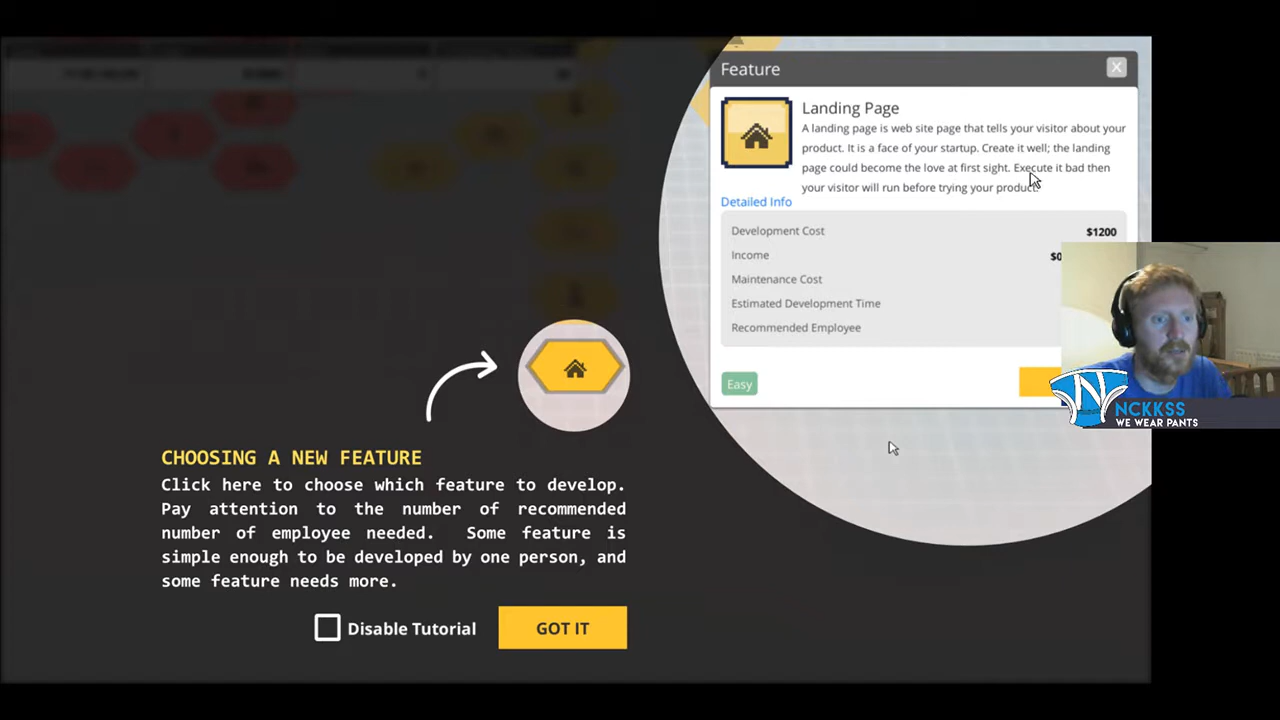 Feature
X
Landing Page
A landing page is web site page that tells your visitor about your
product. It is a face of your startup. Create it well; the landing
page could become the love at first sight. Execute it bad then
your visitor will run before trying your product.
Detailed Info
Development Cost $1200
Income $0
Maintenance Cost
Estimated Development Time
Recommended Employee
Easy
NCKKSS
WE WEAR PANTS
CHOOSING A NEW FEATURE
Click here to choose which feature to develop.
Pay attention to the number of recommended
number of employee needed. Some feature is
simple enough to be developed by one person, and
some feature needs more.
Disable Tutorial
GOT IT